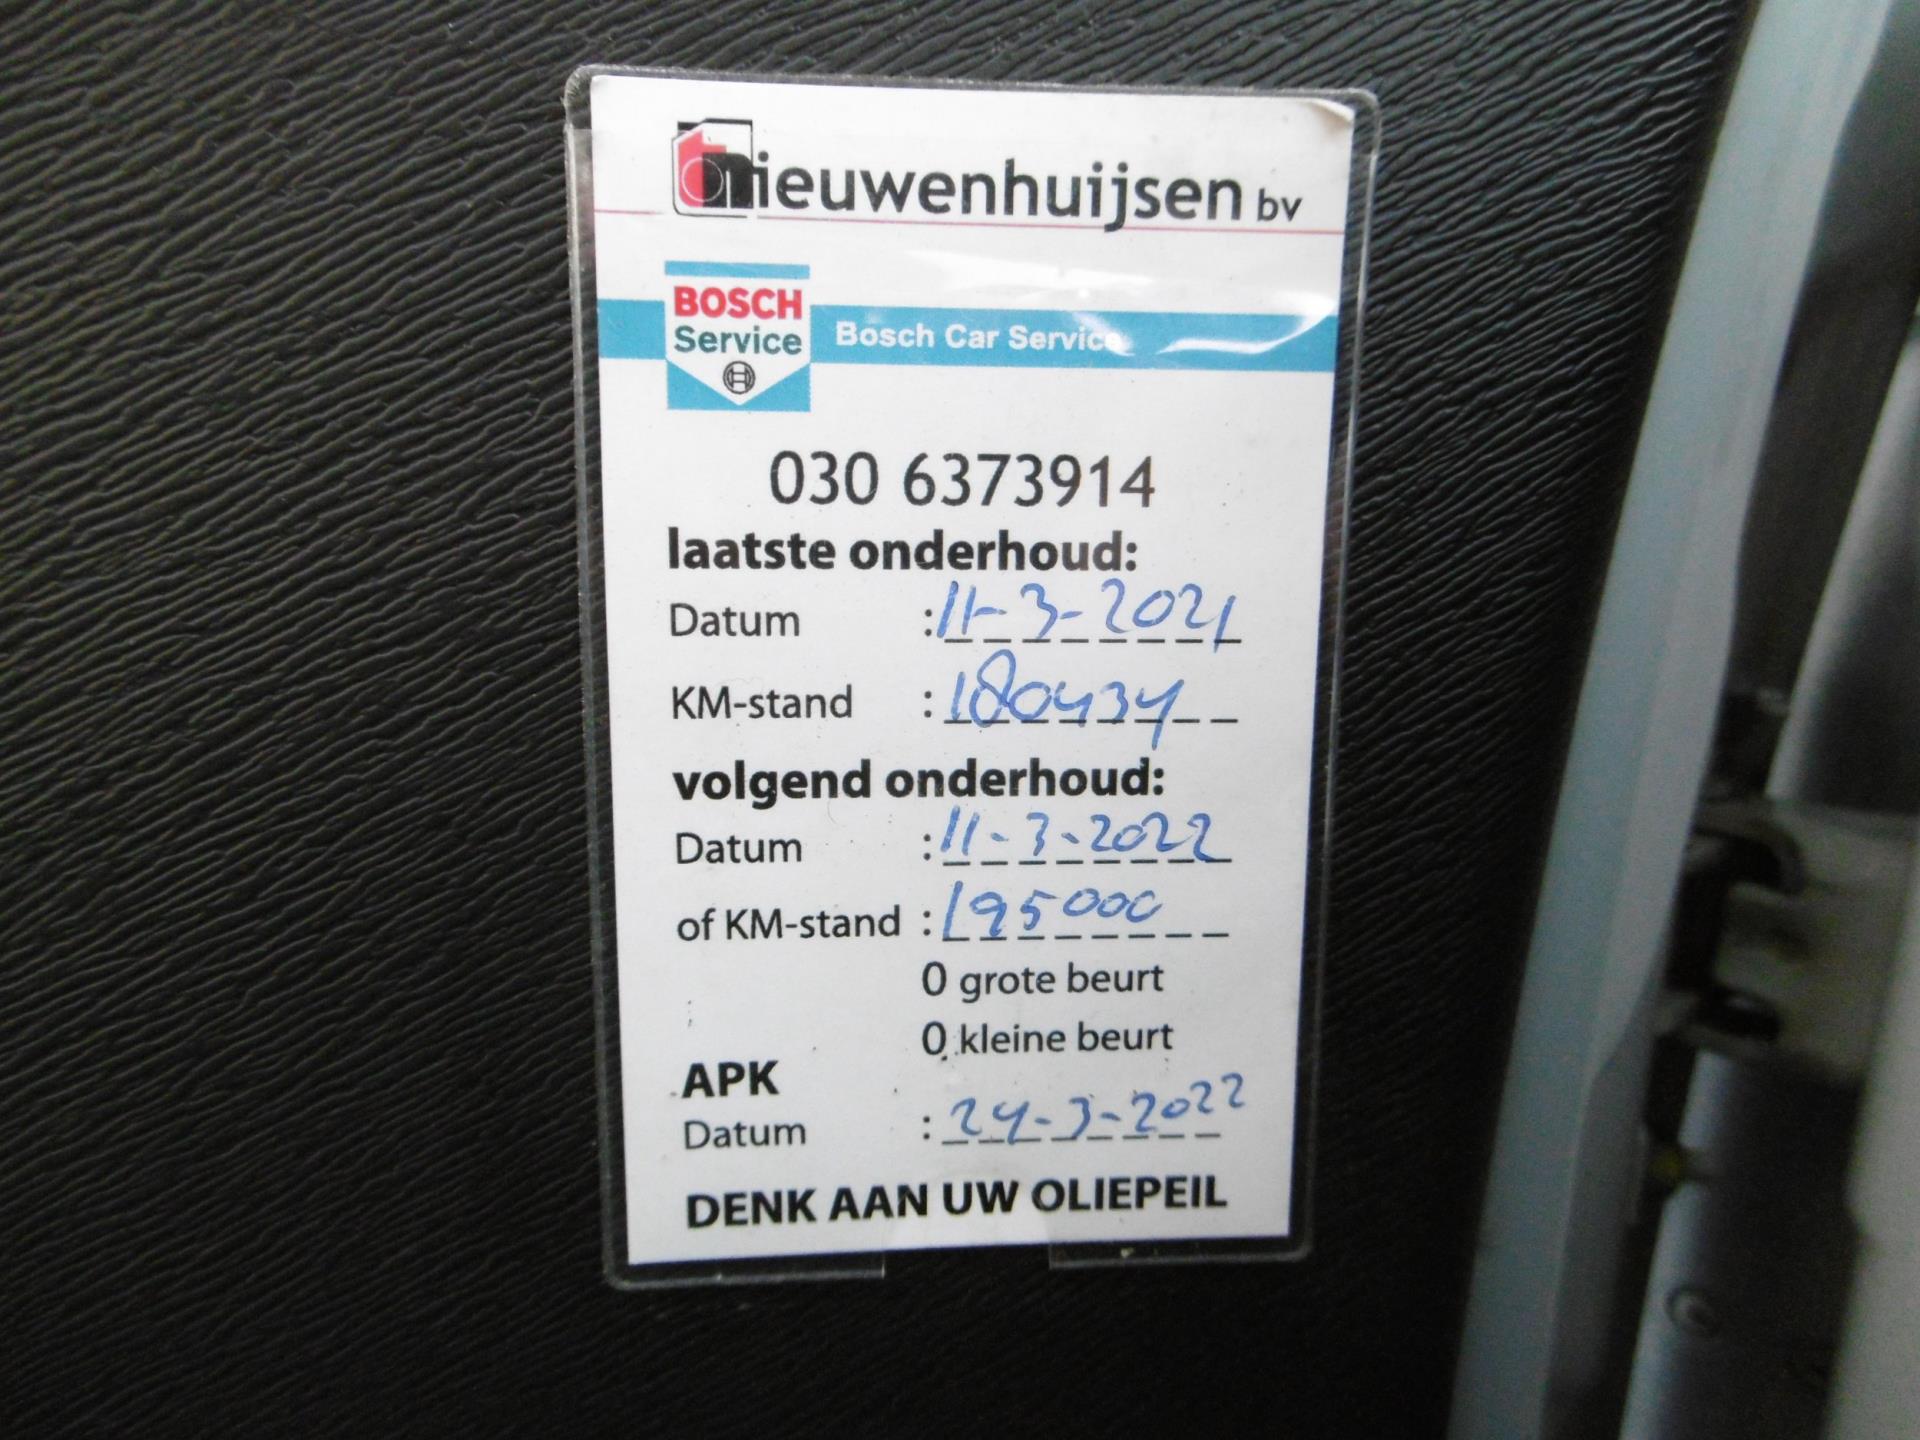 nieuwenhuijsen bv
BOSCH
Service
Bosch Car Service
030 6373914
laatste onderhoud:
Datum : 11-3-2021
KM-stand : 180434
volgend onderhoud:
Datum : 11-3-2022
of KM-stand : 195000
0 grote beurt
0 kleine beurt
APK
Datum : 24-3-2022
DENK AAN UW OLIEPEIL